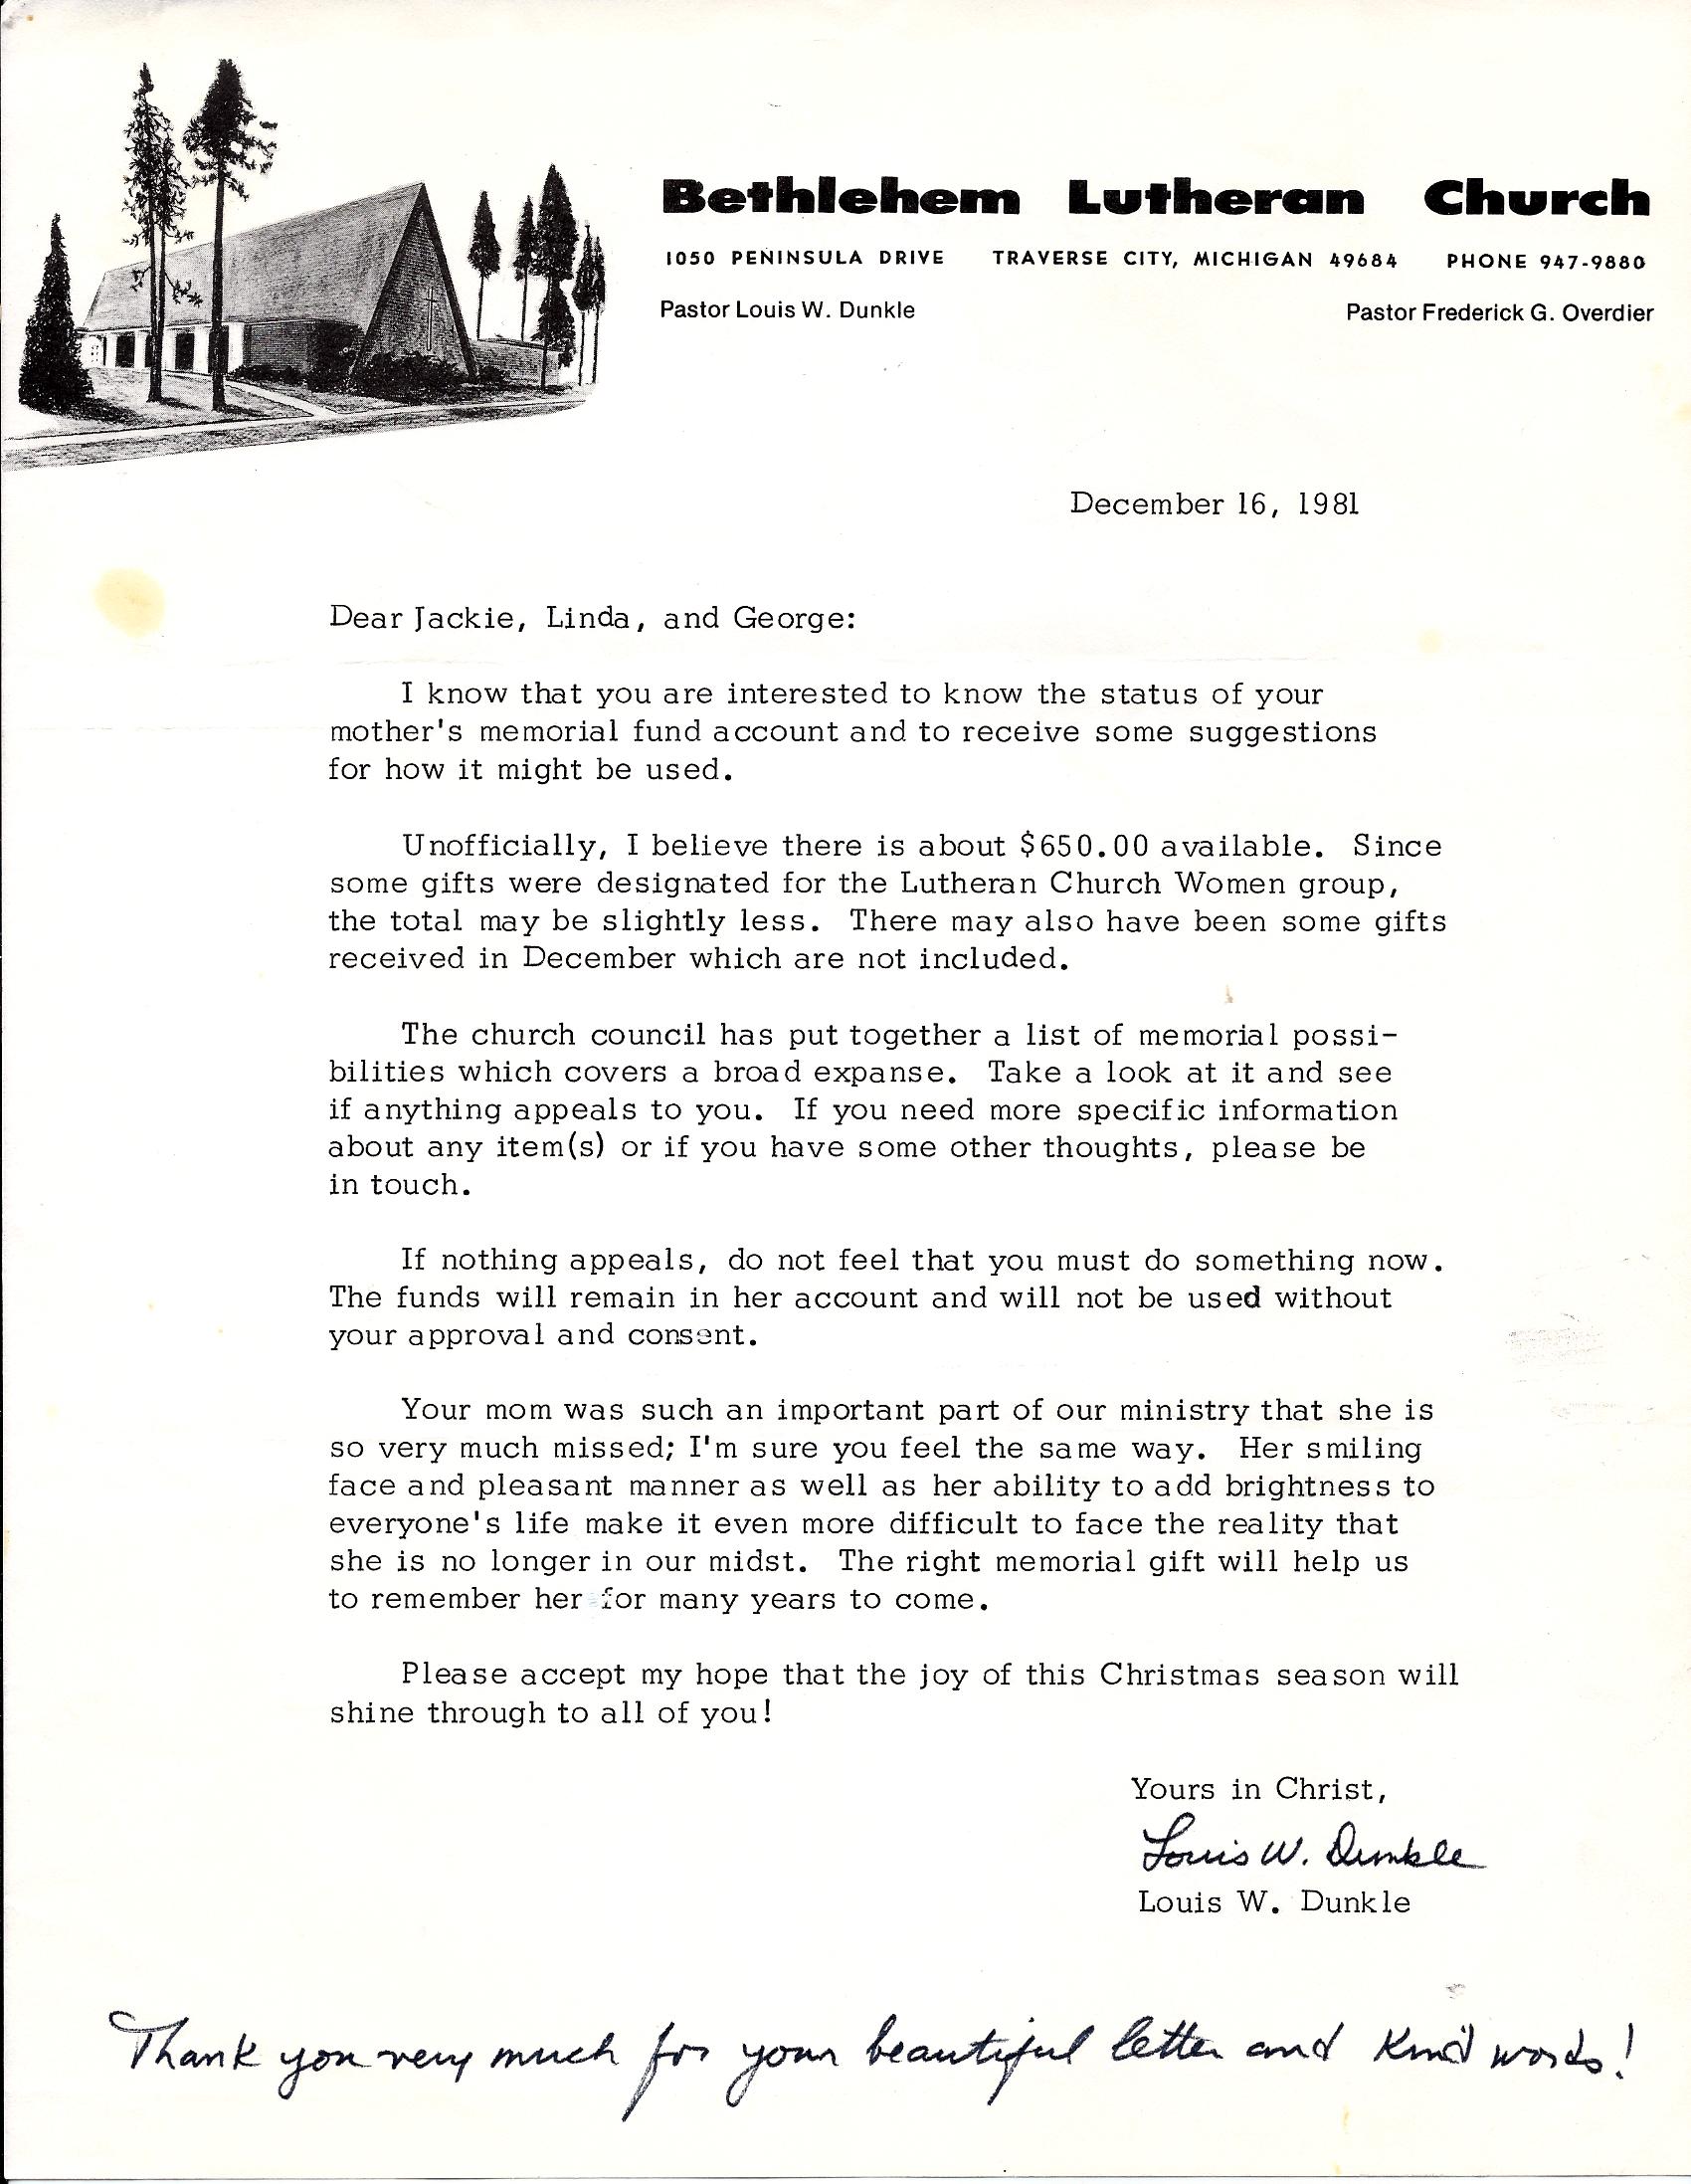 Bethlehem Lutheran Church
1050 PENINSULA DRIVE TRAVERSE CITY, MICHIGAN 49684 PHONE 947-9880
Pastor Louis W. Dunkle Pastor Frederick G. Overdier
December 16, 1981
Dear Jackie, Linda, and George:
I know that you are interested to know the status of your
mother's memorial fund account and to receive some suggestions
for how it might be used.
Unofficially, I believe there is about $650.00 available. Since
some gifts were designated for the Lutheran Church Women group,
the total may be slightly less. There may also have been some gifts
received in December which are not included.
The church council has put together a list of memorial possi-
bilities which covers a broad expanse. Take a look at it and see
if anything appeals to you. If you need more specific information
about any item(s) or if you have some other thoughts, please be
in touch.
If nothing appeals, do not feel that you must do something now.
The funds will remain in her account and will not be used without
your approval and consent.
Your mom was such an important part of our ministry that she is
so very much missed; I'm sure you feel the same way. Her smiling
face and pleasant manner as well as her ability to add brightness to
everyone's life make it even more difficult to face the reality that
she is no longer in our midst. The right memorial gift will help us
to remember her for many years to come.
Please accept my hope that the joy of this Christmas season will
shine through to all of you!
Yours in Christ,
Louis W. Dunkle
Louis W. Dunkle
Thank you very much for your beautiful letter and kind words!